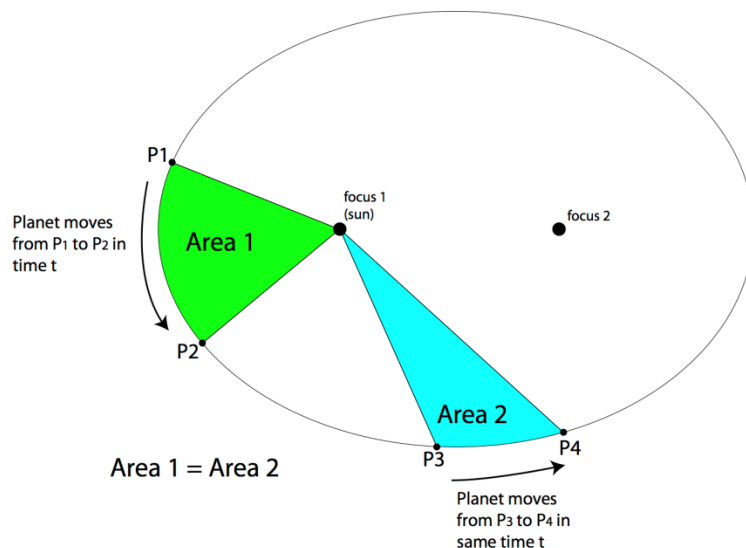 P1
focus 1
(sun)
focus 2
Planet moves
from P1 to P2 in
time t
Area 1
P2
Area 2
P3
P4
Area 1 = Area 2
Planet moves
from P3 to P4 in
same time t